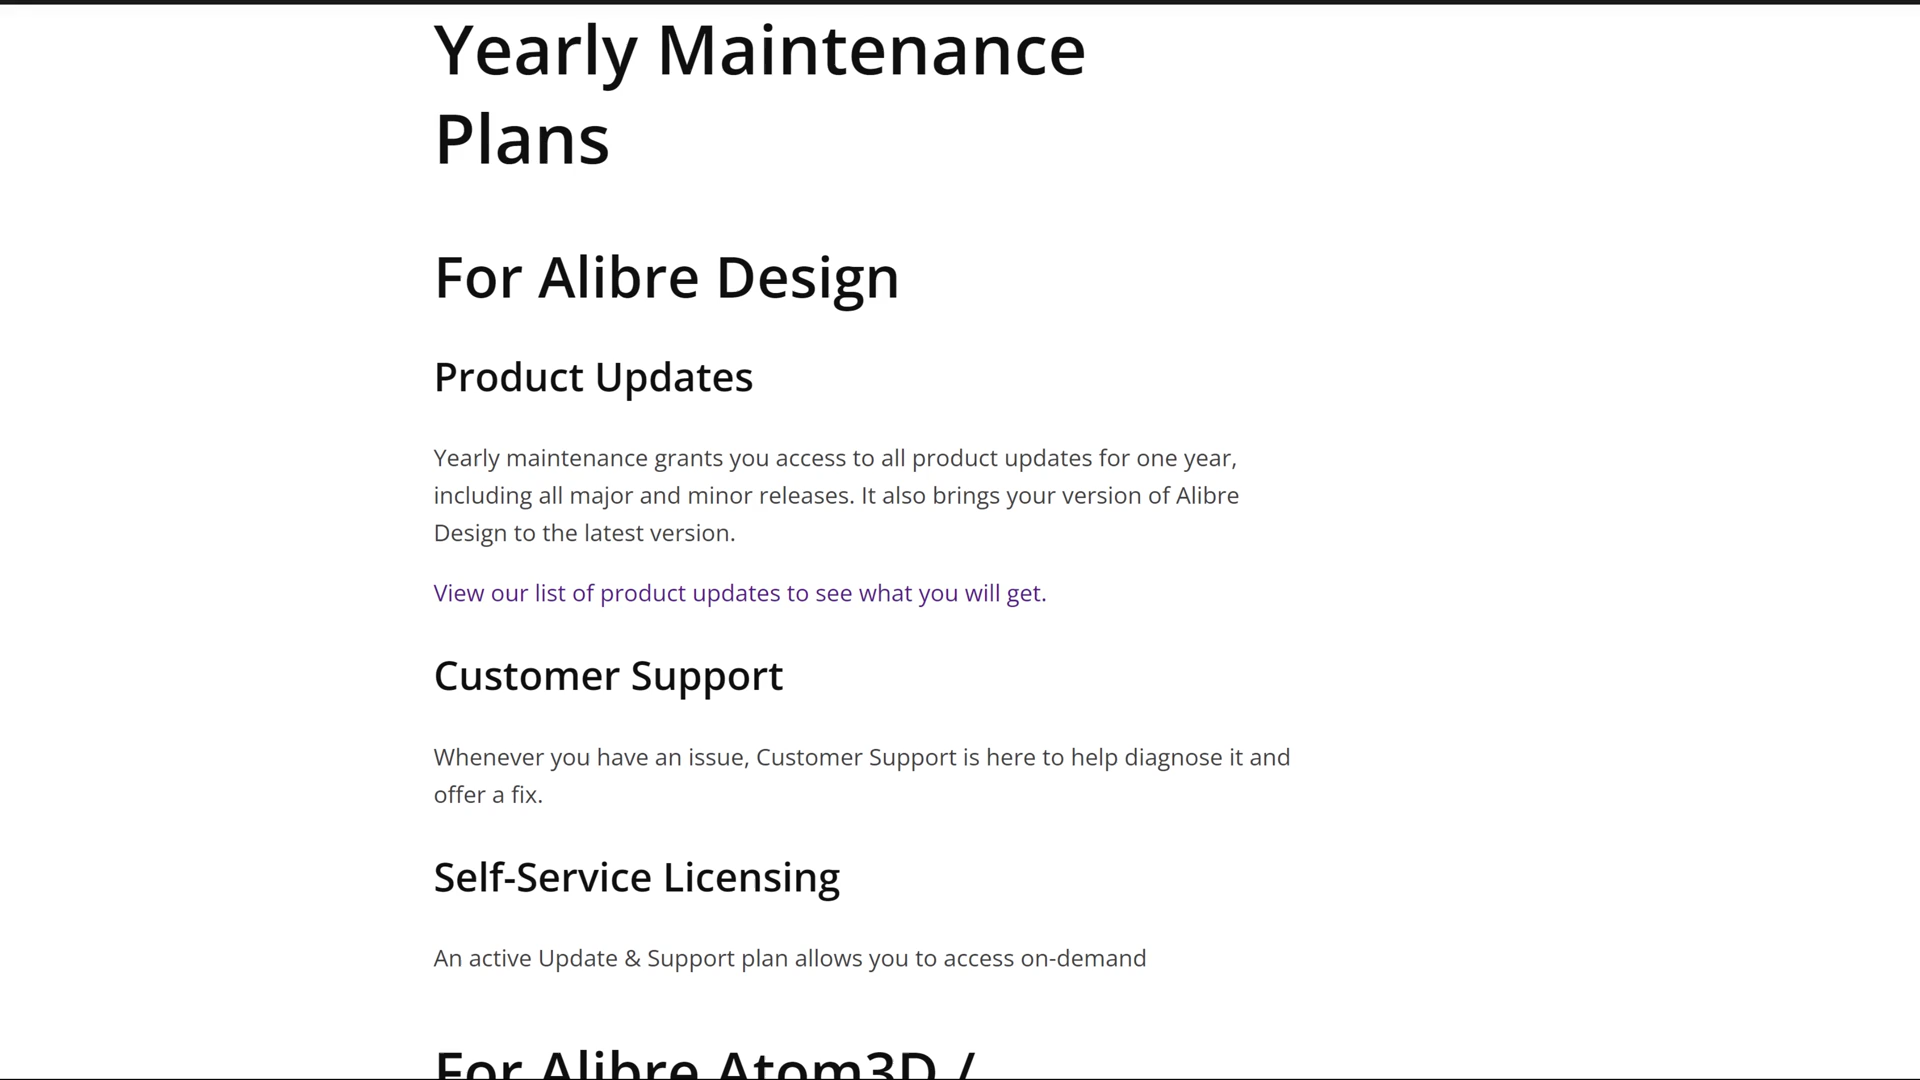 Yearly Maintenance
Plans
For Alibre Design
Product Updates
Yearly maintenance grants you access to all product updates for one year,
including all major and minor releases. It also brings your version of Alibre
Design to the latest version.
View our list of product updates to see what you will get.
Customer Support
Whenever you have an issue, Customer Support is here to help diagnose it and
offer a fix.
Self-Service Licensing
An active Update & Support plan allows you to access on-demand
For Alibre Atom3D /